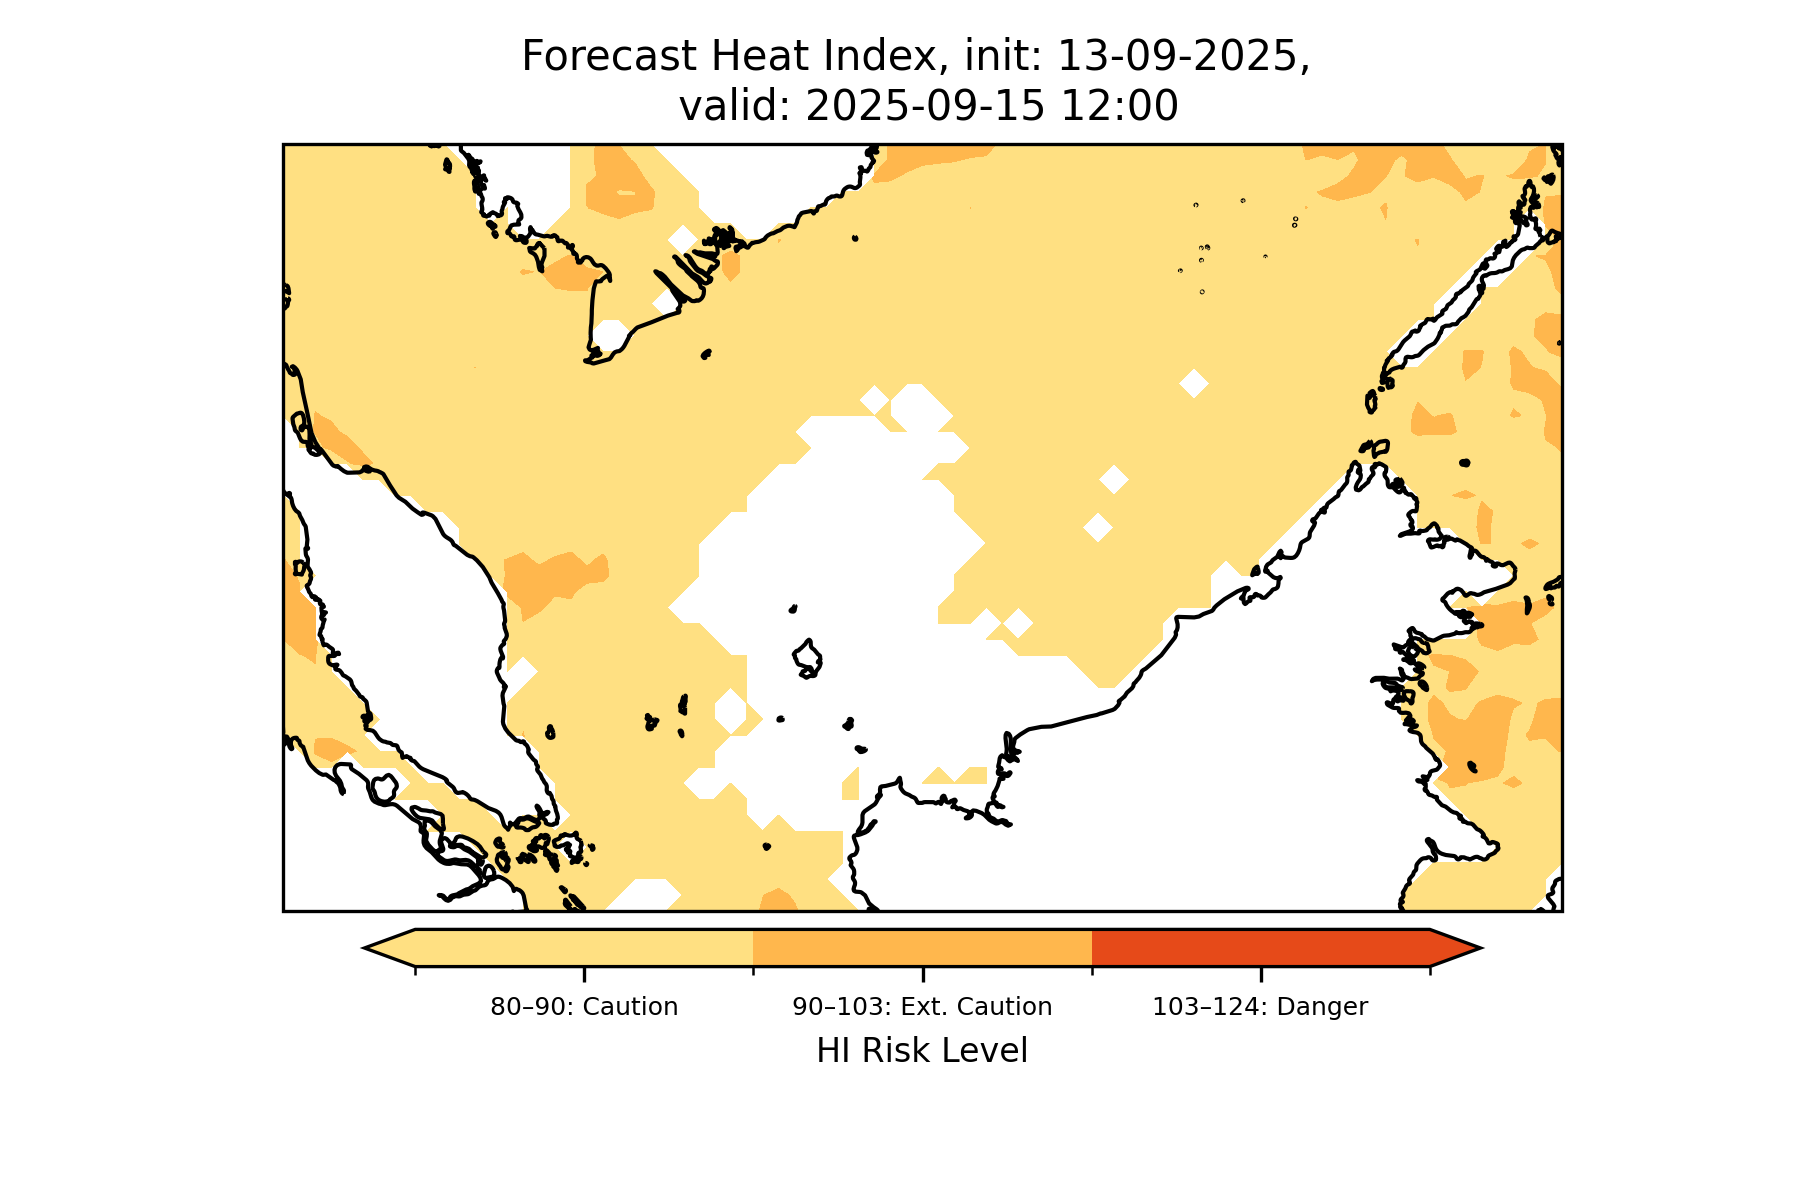 Forecast Heat Index, init: 13-09-2025,
valid: 2025-09-15 12:00
80–90: Caution
90–103: Ext. Caution
103–124: Danger
HI Risk Level